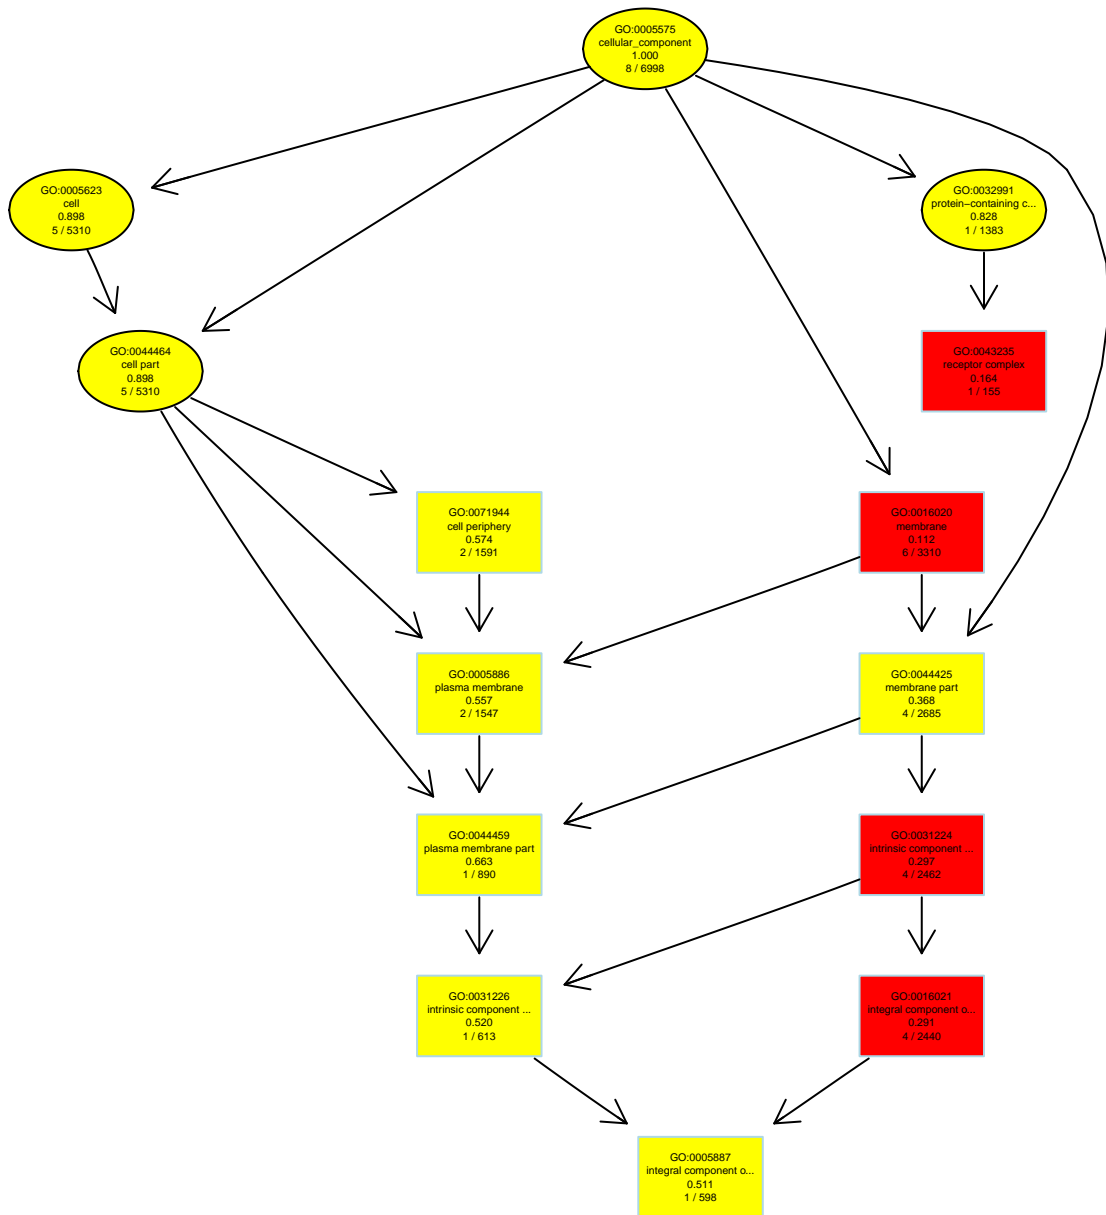 GO:0005575
cellular_component
1.000
8 / 6998
GO:0005623
cell
0.898
5 / 5310
GO:0032991
protein−containing c...
0.828
1 / 1383
GO:0044464
cell part
0.898
5 / 5310
GO:0043235
receptor complex
0.164
1 / 155
GO:0071944
cell periphery
0.574
2 / 1591
GO:0016020
membrane
0.112
6 / 3310
GO:0005886
plasma membrane
0.557
2 / 1547
GO:0044425
membrane part
0.368
4 / 2685
GO:0044459
plasma membrane part
0.663
1 / 890
GO:0031224
intrinsic component ...
0.297
4 / 2462
GO:0031226
intrinsic component ...
0.520
1 / 613
GO:0016021
integral component o...
0.291
4 / 2440
GO:0005887
integral component o...
0.511
1 / 598